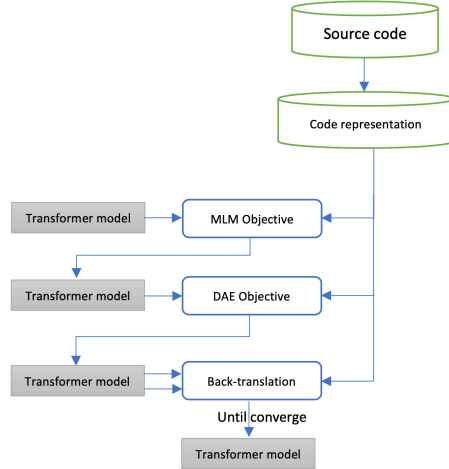 Source code
Code representation
Transformer model
MLM Objective
Transformer model
DAE Objective
Transformer model
Back-translation
Until converge
Transformer model